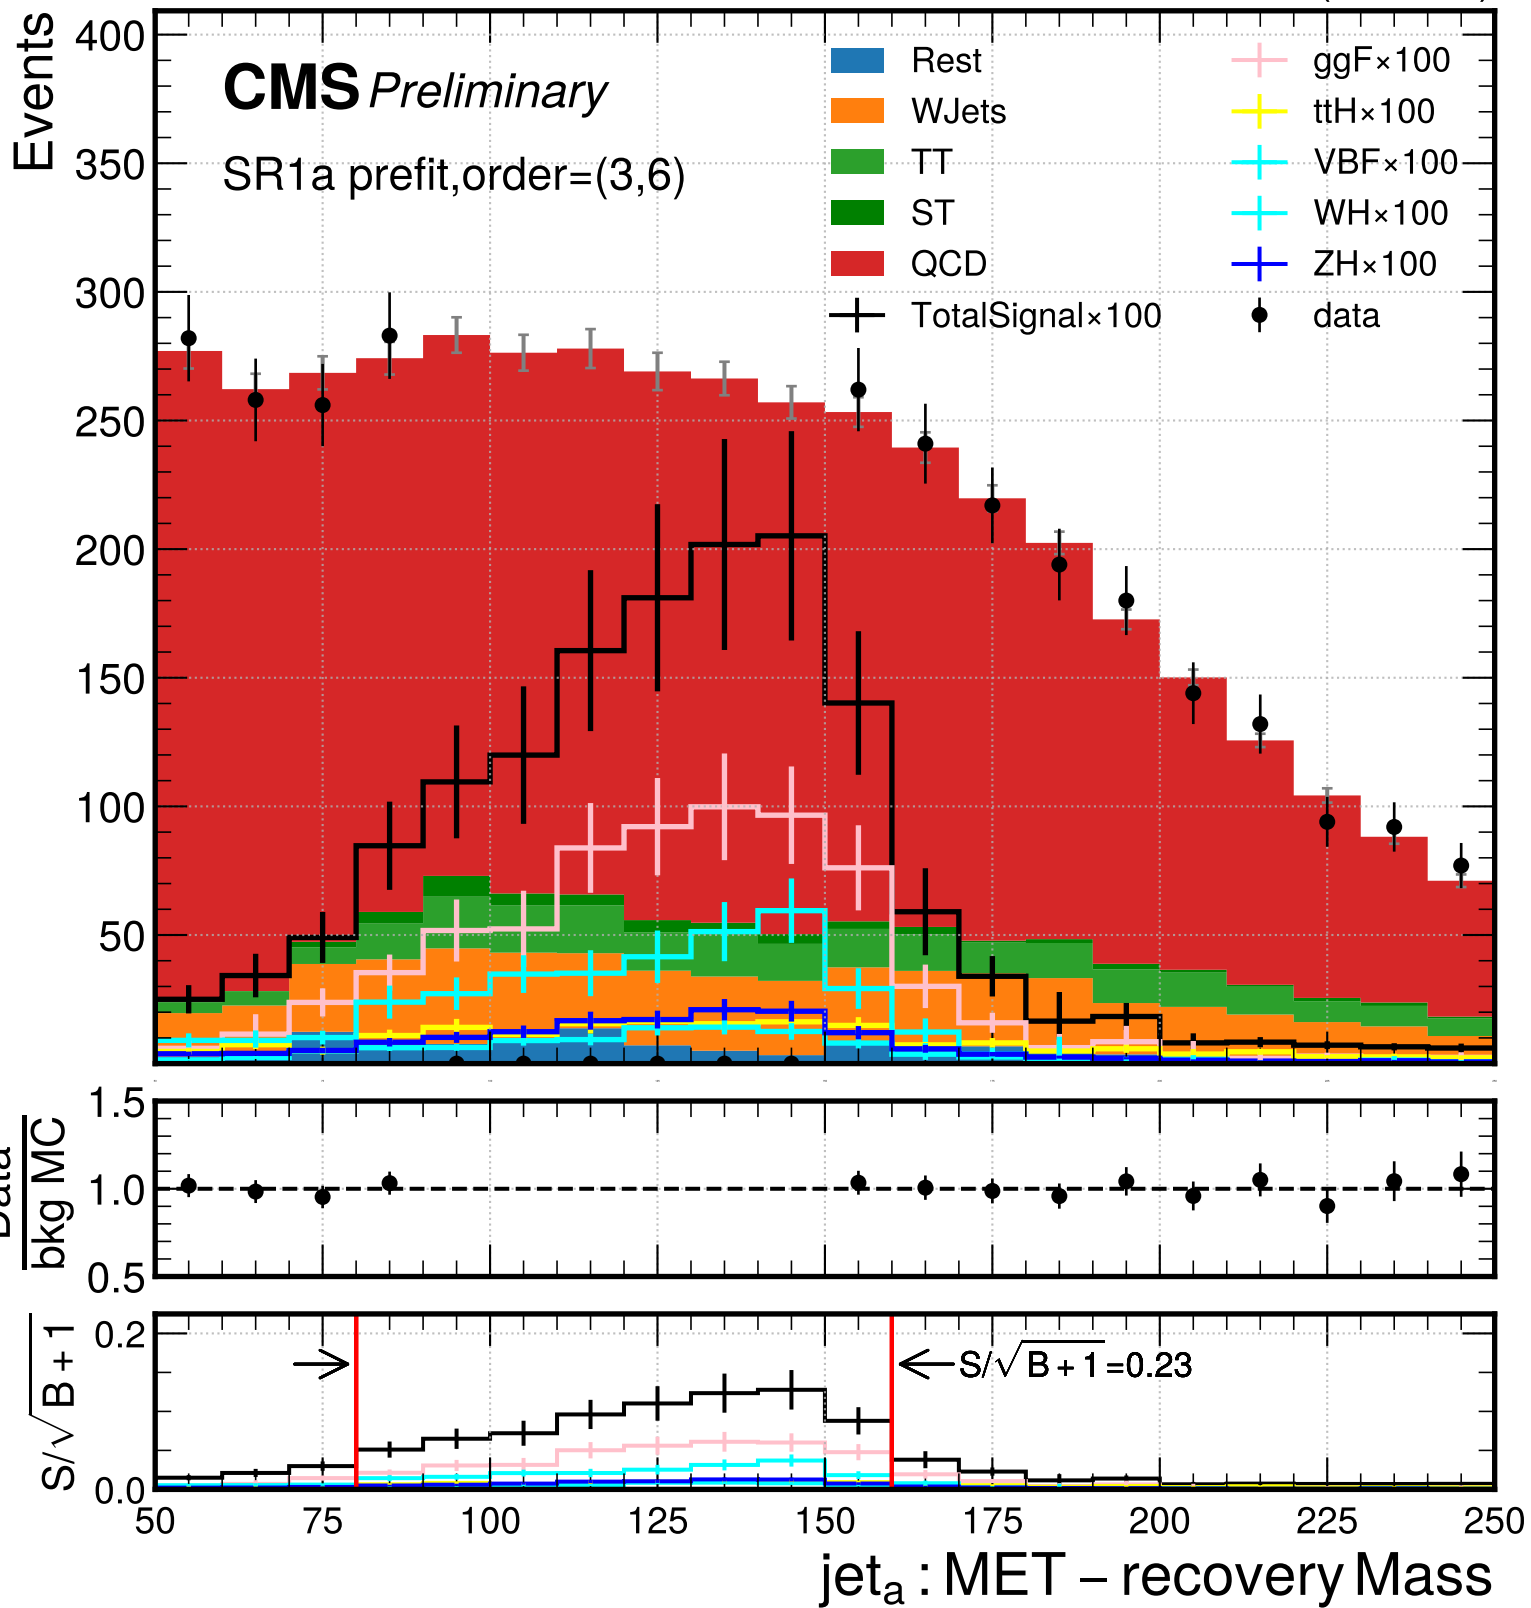 Events
400
350
300
250
200
150
100
50
CMS Preliminary
SR1a prefit,order=(3,6)
Rest
WJets
TT
ST
QCD
TotalSignal×100
ggF×100
ttH×100
VBF×100
WH×100
ZH×100
data
bkg MC
1.5
1.0
0.5
S/√B + 1
0.2
0.0
S/√B + 1=0.23
50 75 100 125 150 175 200 225 250
jetₐ : MET – recovery Mass